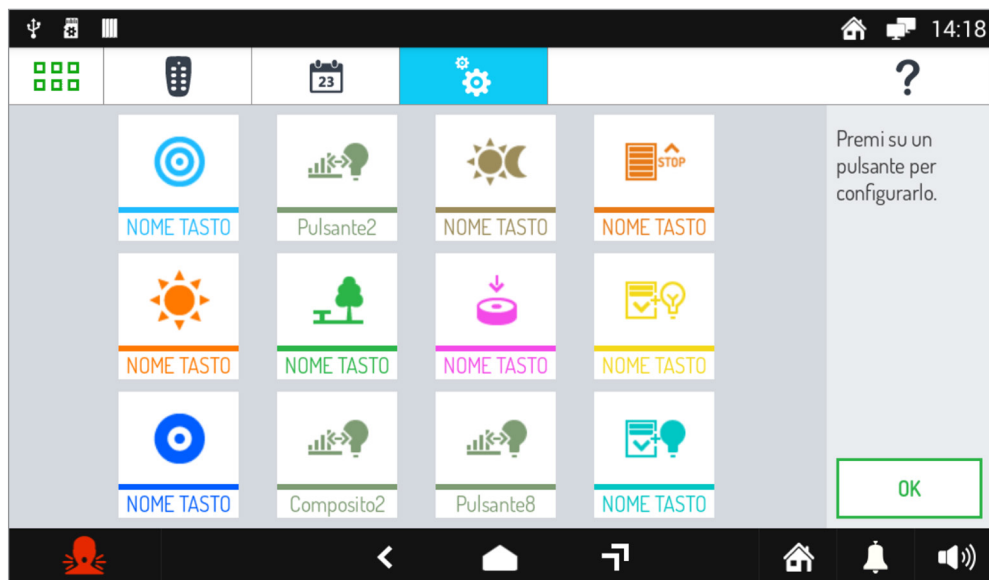 14:18
23
Premi su un
pulsante per
configurarlo.
STOP
NOME TASTO
Pulsante2
NOME TASTO
NOME TASTO
NOME TASTO
NOME TASTO
NOME TASTO
NOME TASTO
NOME TASTO
Composito2
Pulsante8
NOME TASTO
OK